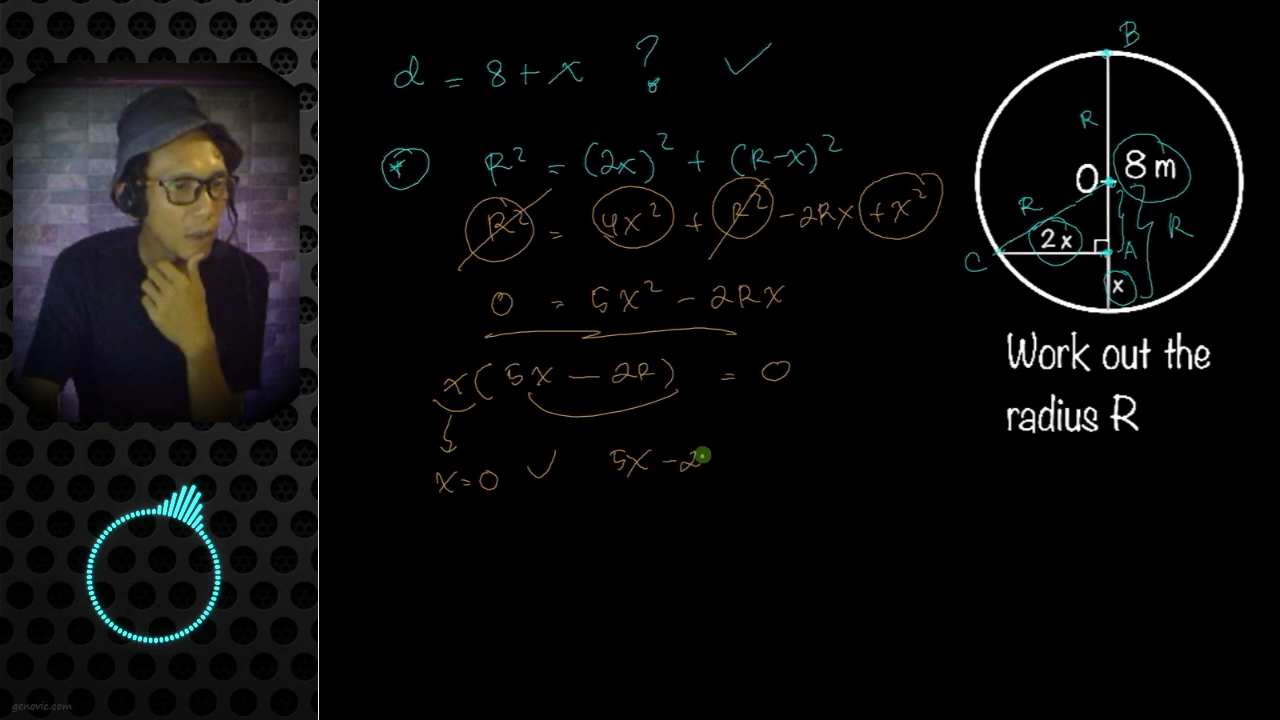 d = 8 + x ? ✓
* R² = (2x)² + (R-x)²
R² = 4x² + R² - 2Rx + x²
0 = 5x² - 2Rx
x(5x - 2R) = 0
x = 0 ✓ 5x - 2
B
R
O 8 m
R
R
2x
C
A
x
Work out the
radius R
genovic.com